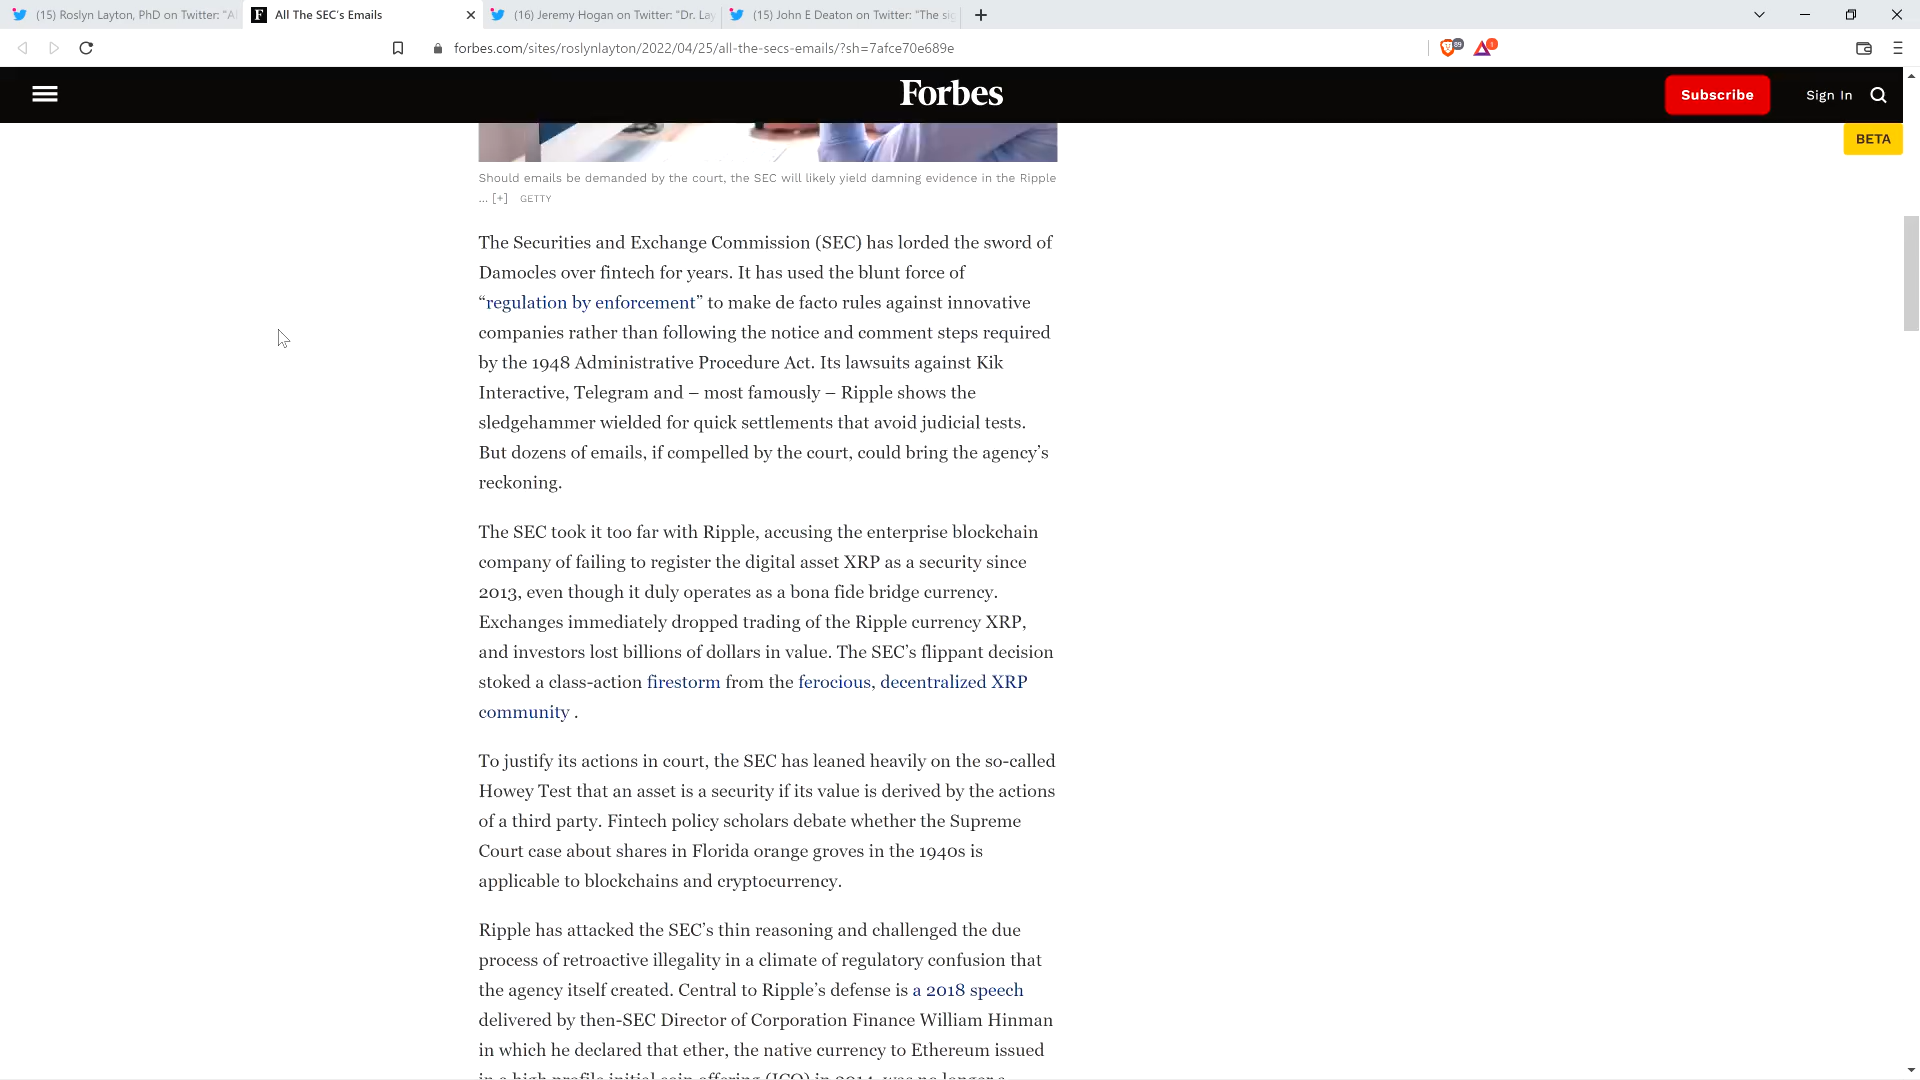 (15) Roslyn Layton, PhD on Twitter: "Al
All The SEC's Emails
(16) Jeremy Hogan on Twitter: "Dr. Lay
(15) John E Deaton on Twitter: "The sig
forbes.com/sites/roslynlayton/2022/04/25/all-the-secs-emails/?sh=7afce70e689e
89
1
Forbes
Subscribe
Sign In
BETA
Should emails be demanded by the court, the SEC will likely yield damning evidence in the Ripple
... [+] GETTY
The Securities and Exchange Commission (SEC) has lorded the sword of
Damocles over fintech for years. It has used the blunt force of
“regulation by enforcement” to make de facto rules against innovative
companies rather than following the notice and comment steps required
by the 1948 Administrative Procedure Act. Its lawsuits against Kik
Interactive, Telegram and – most famously – Ripple shows the
sledgehammer wielded for quick settlements that avoid judicial tests.
But dozens of emails, if compelled by the court, could bring the agency’s
reckoning.
The SEC took it too far with Ripple, accusing the enterprise blockchain
company of failing to register the digital asset XRP as a security since
2013, even though it duly operates as a bona fide bridge currency.
Exchanges immediately dropped trading of the Ripple currency XRP,
and investors lost billions of dollars in value. The SEC’s flippant decision
stoked a class-action firestorm from the ferocious, decentralized XRP
community .
To justify its actions in court, the SEC has leaned heavily on the so-called
Howey Test that an asset is a security if its value is derived by the actions
of a third party. Fintech policy scholars debate whether the Supreme
Court case about shares in Florida orange groves in the 1940s is
applicable to blockchains and cryptocurrency.
Ripple has attacked the SEC’s thin reasoning and challenged the due
process of retroactive illegality in a climate of regulatory confusion that
the agency itself created. Central to Ripple’s defense is a 2018 speech
delivered by then-SEC Director of Corporation Finance William Hinman
in which he declared that ether, the native currency to Ethereum issued
in a high profile initial coin offering (ICO) in 2014, was no longer a